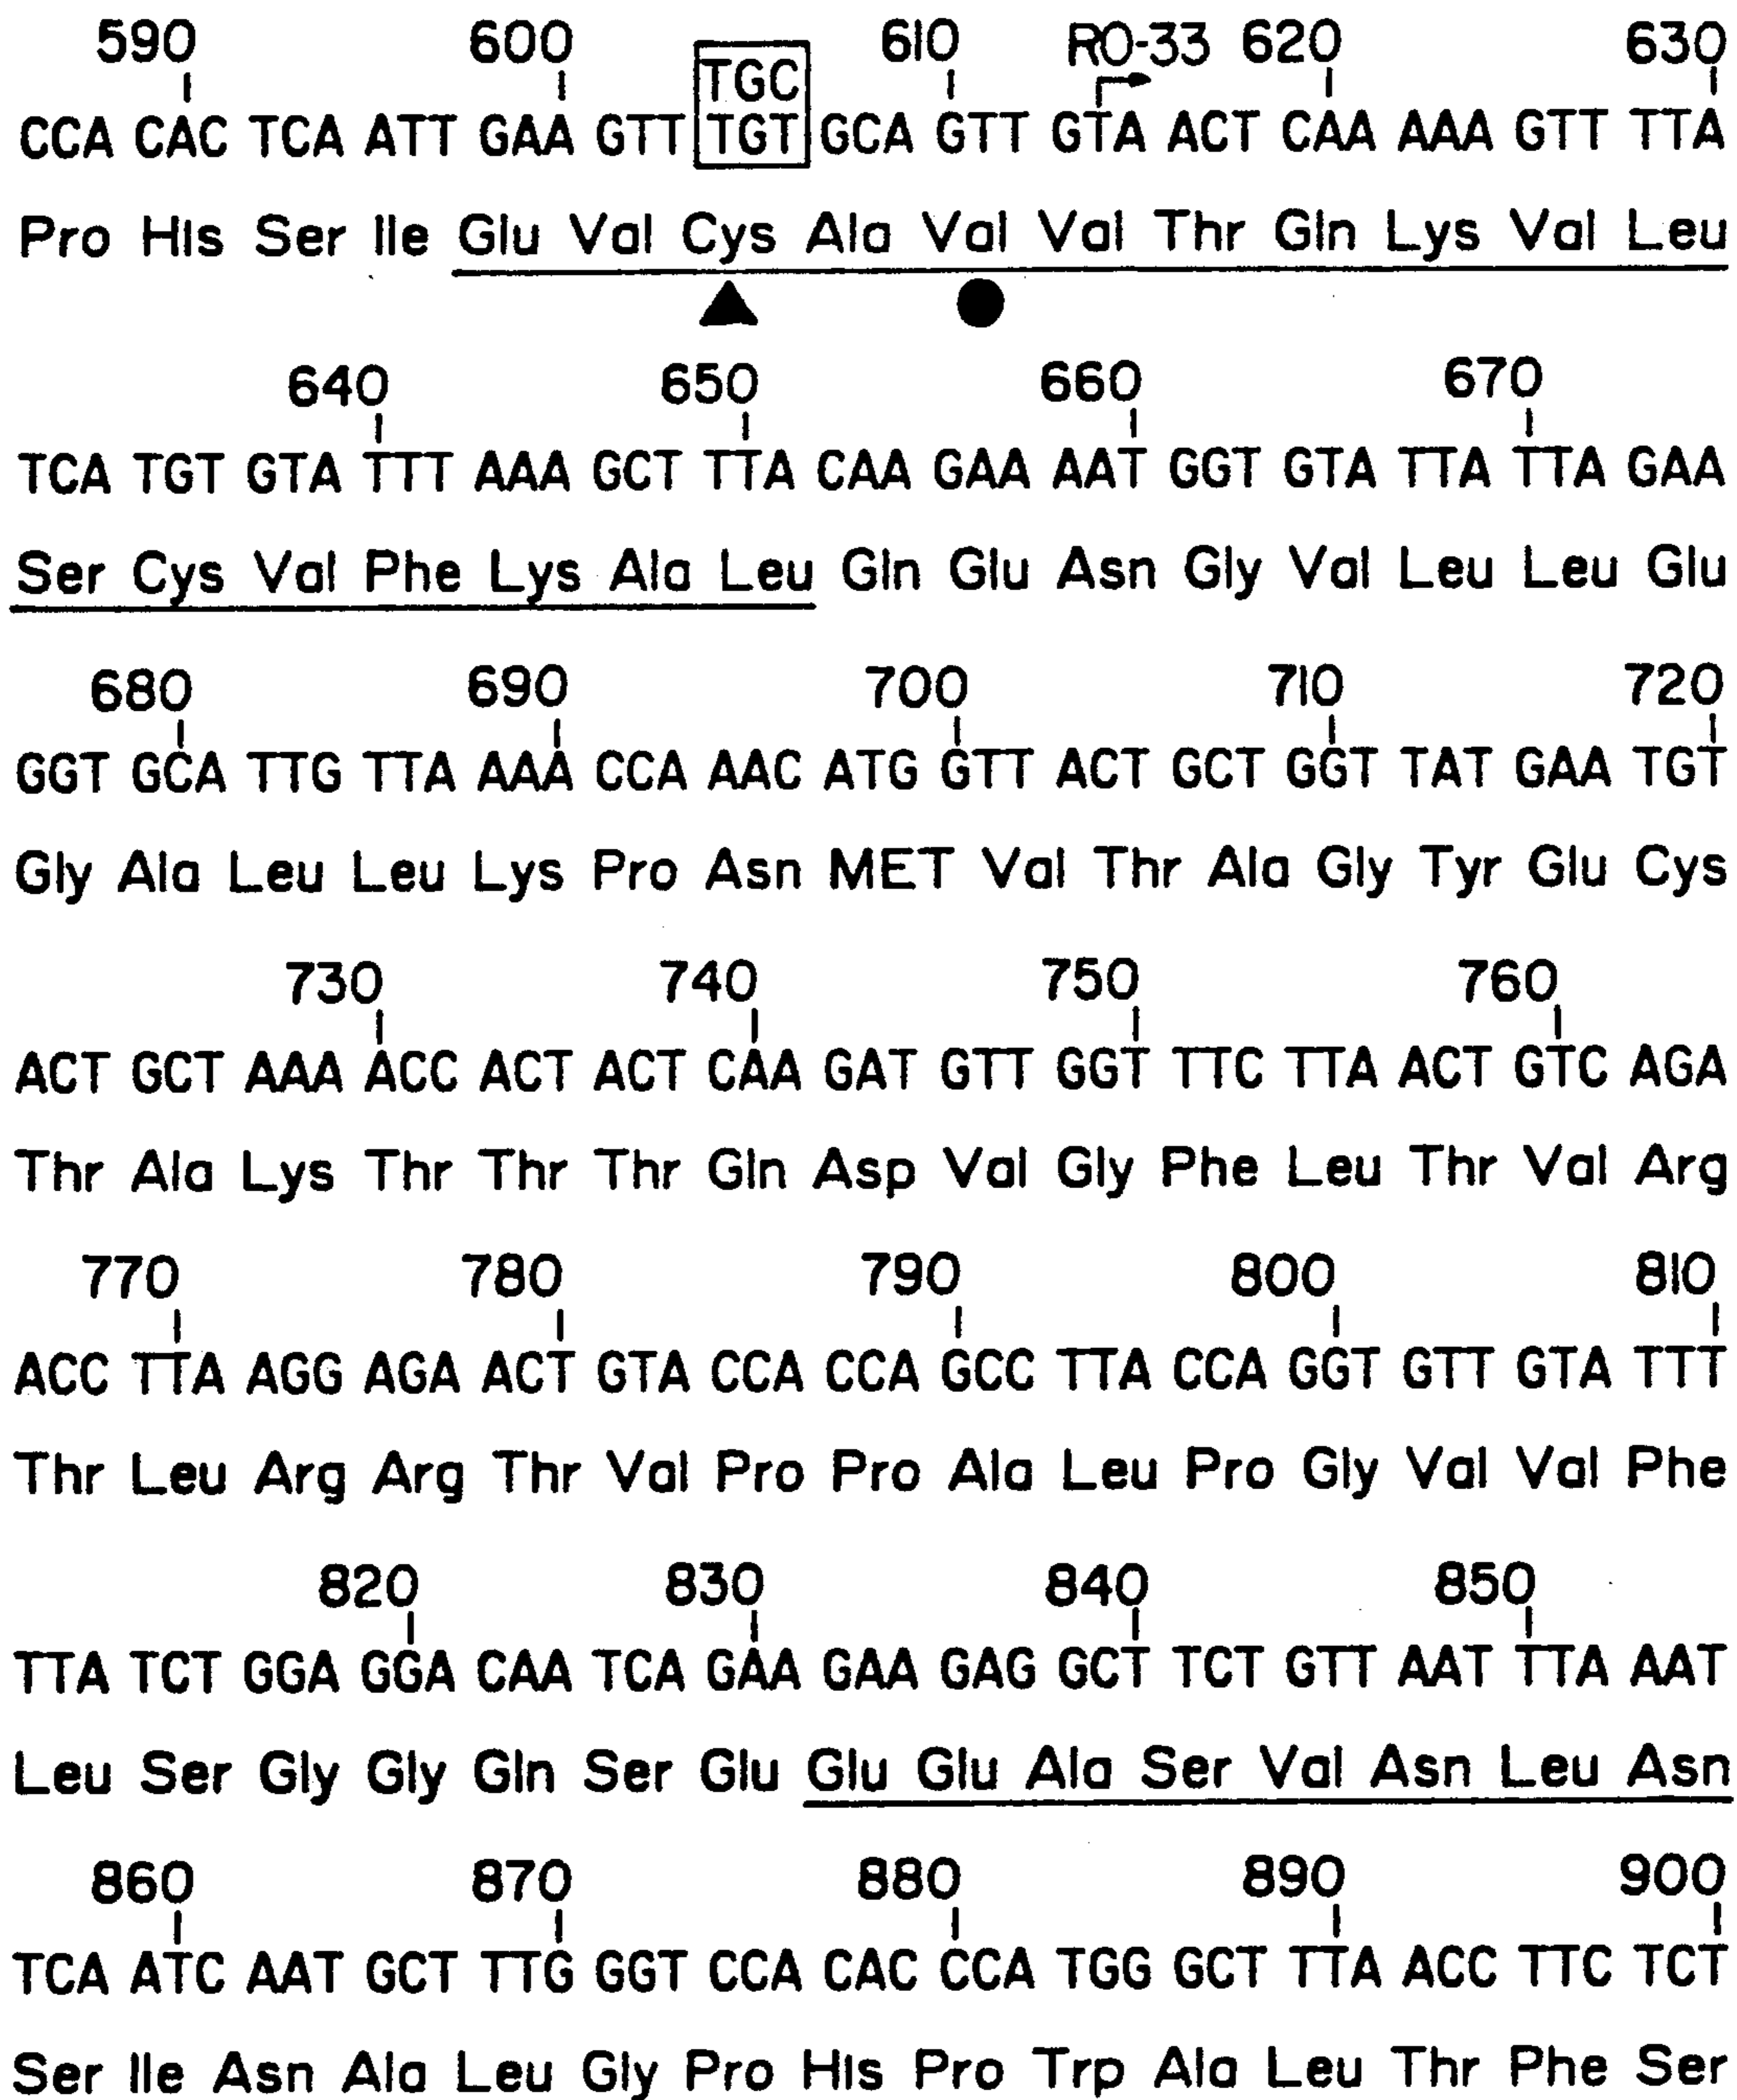 590 600 610 RO-33 620 630
TGC
CCA CAC TCA ATT GAA GTT TGT GCA GTT GTA ACT CAA AAA GTT TTA
Pro His Ser Ile Glu Val Cys Ala Val Val Thr Gln Lys Val Leu
640 650 660 670
TCA TGT GTA TTT AAA GCT TTA CAA GAA AAT GGT GTA TTA TTA GAA
Ser Cys Val Phe Lys Ala Leu Gln Glu Asn Gly Val Leu Leu Glu
680 690 700 710 720
GGT GCA TTG TTA AAA CCA AAC ATG GTT ACT GCT GGT TAT GAA TGT
Gly Ala Leu Leu Lys Pro Asn MET Val Thr Ala Gly Tyr Glu Cys
730 740 750 760
ACT GCT AAA ACC ACT ACT CAA GAT GTT GGT TTC TTA ACT GTC AGA
Thr Ala Lys Thr Thr Thr Gln Asp Val Gly Phe Leu Thr Val Arg
770 780 790 800 810
ACC TTA AGG AGA ACT GTA CCA CCA GCC TTA CCA GGT GTT GTA TTT
Thr Leu Arg Arg Thr Val Pro Pro Ala Leu Pro Gly Val Val Phe
820 830 840 850
TTA TCT GGA GGA CAA TCA GAA GAA GAG GCT TCT GTT AAT TTA AAT
Leu Ser Gly Gly Gln Ser Glu Glu Glu Ala Ser Val Asn Leu Asn
860 870 880 890 900
TCA ATC AAT GCT TTG GGT CCA CAC CCA TGG GCT TTA ACC TTC TCT
Ser Ile Asn Ala Leu Gly Pro His Pro Trp Ala Leu Thr Phe Ser